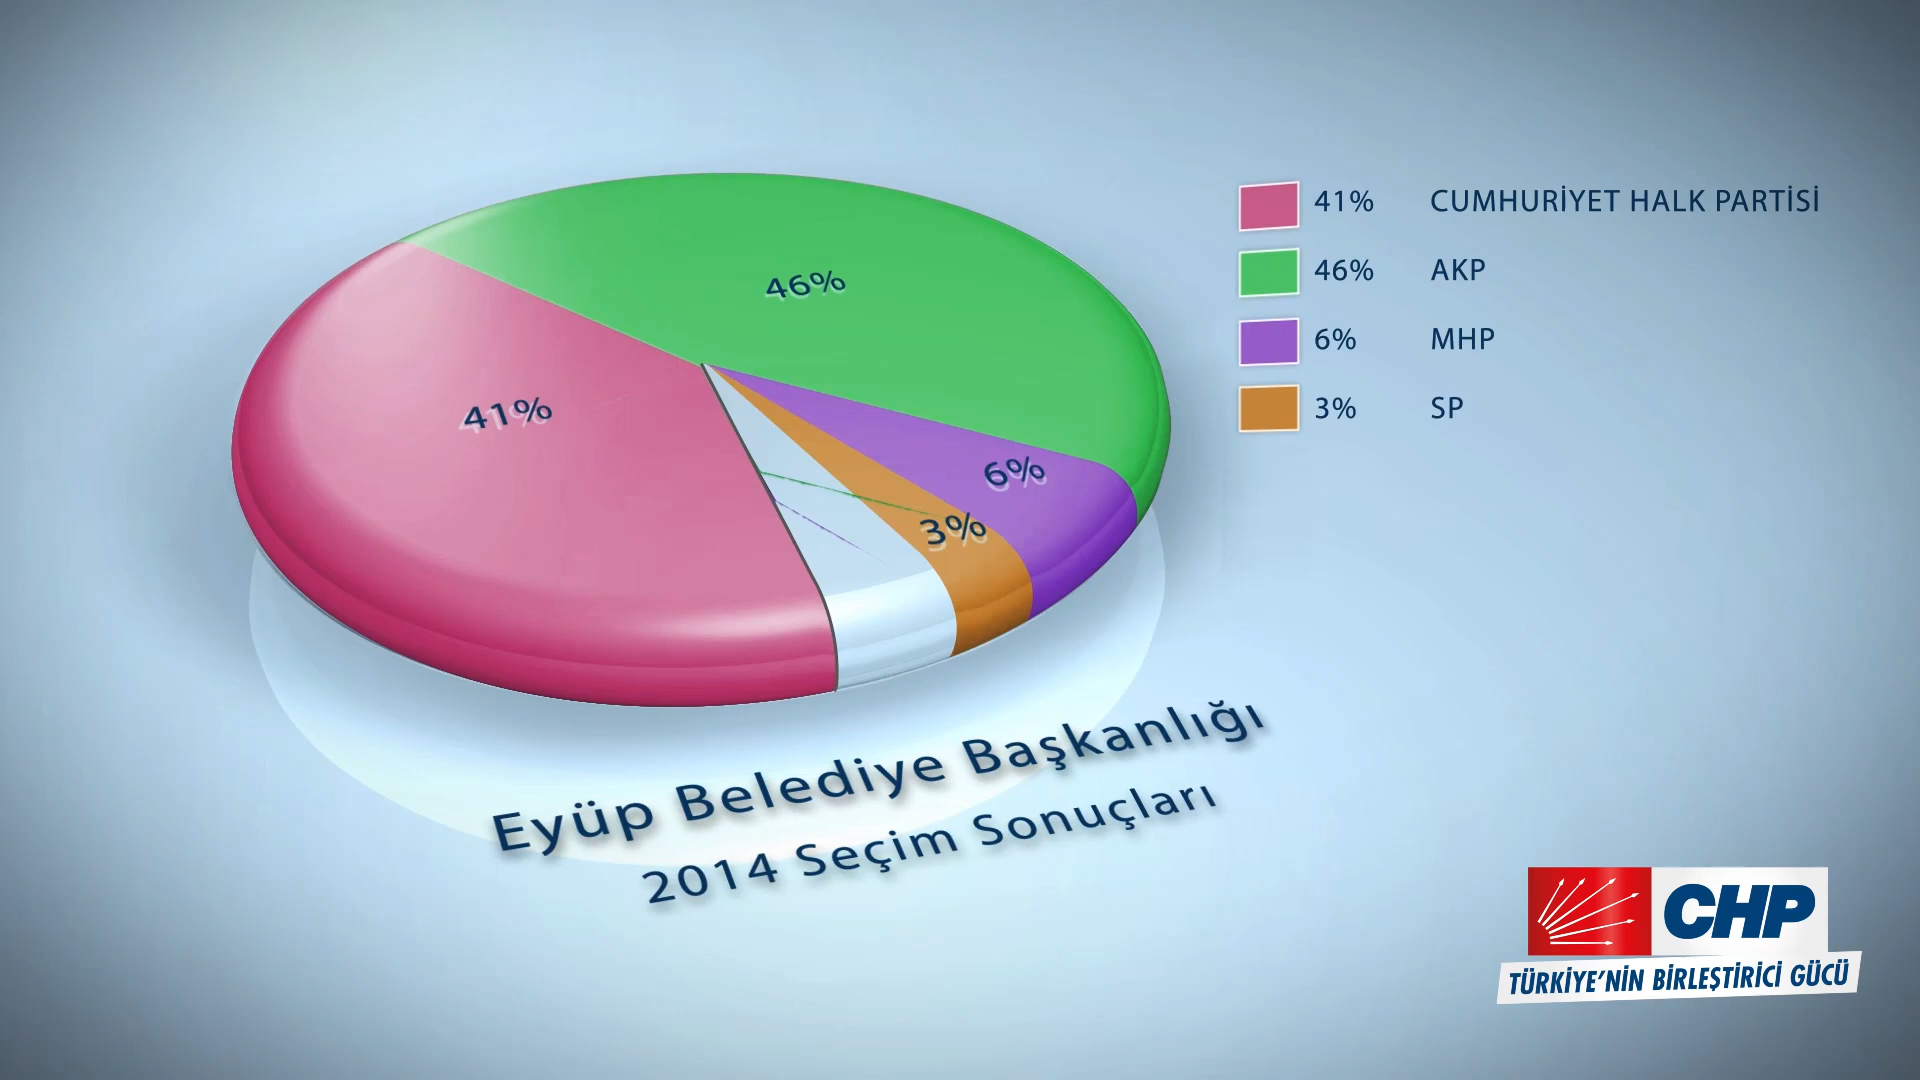 46%
41%
6%
3%
41% CUMHURİYET HALK PARTİSİ
46% AKP
6% MHP
3% SP
Eyüp Belediye Başkanlığı
2014 Seçim Sonuçları
CHP
TÜRKİYE'NİN BİRLEŞTİRİCİ GÜCÜ